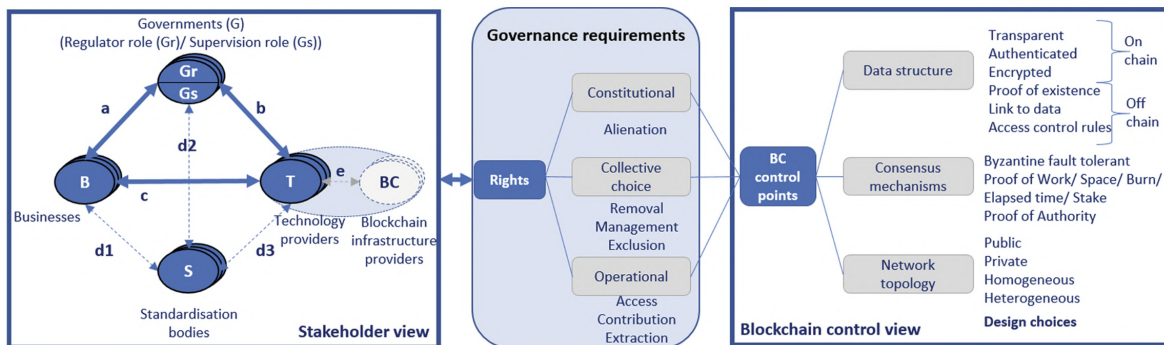 Governments (G)
(Regulator role (Gr)/ Supervision role (Gs))
Gr
Gs
a
b
d2
B
c
T
e
BC
Businesses
Technology
providers
Blockchain
infrastructure
providers
d1
d3
S
Standardisation
bodies
Stakeholder view
Governance requirements
Rights
Constitutional
Alienation
Collective
choice
Removal
Management
Exclusion
Operational
Access
Contribution
Extraction
BC
control
points
Data structure
Transparent
Authenticated
Encrypted
On
chain
Proof of existence
Link to data
Access control rules
Off
chain
Consensus
mechanisms
Byzantine fault tolerant
Proof of Work/ Space/ Burn/
Elapsed time/ Stake
Proof of Authority
Network
topology
Public
Private
Homogeneous
Heterogeneous
Design choices
Blockchain control view